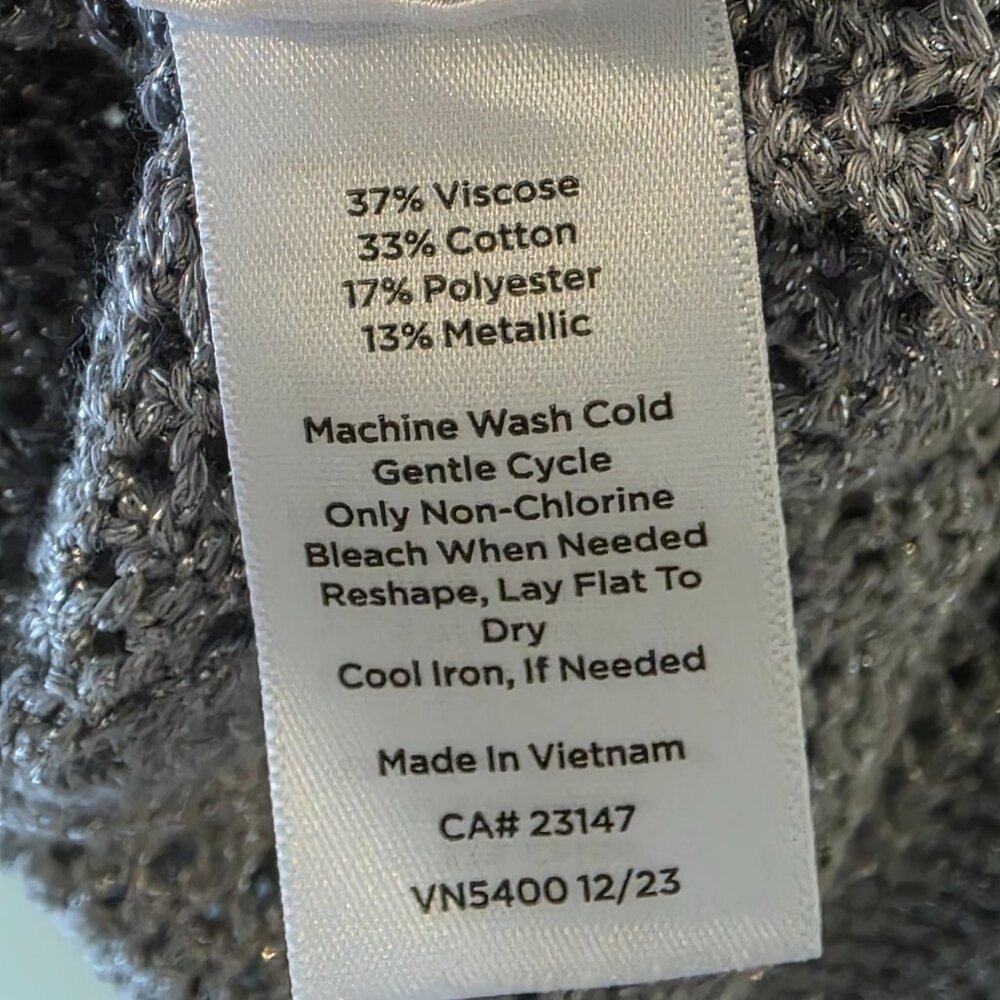 37% Viscose
33% Cotton
17% Polyester
13% Metallic
Machine Wash Cold
Gentle Cycle
Only Non-Chlorine
Bleach When Needed
Reshape, Lay Flat To
Dry
Cool Iron, If Needed
Made In Vietnam
CA# 23147
VN5400 12/23